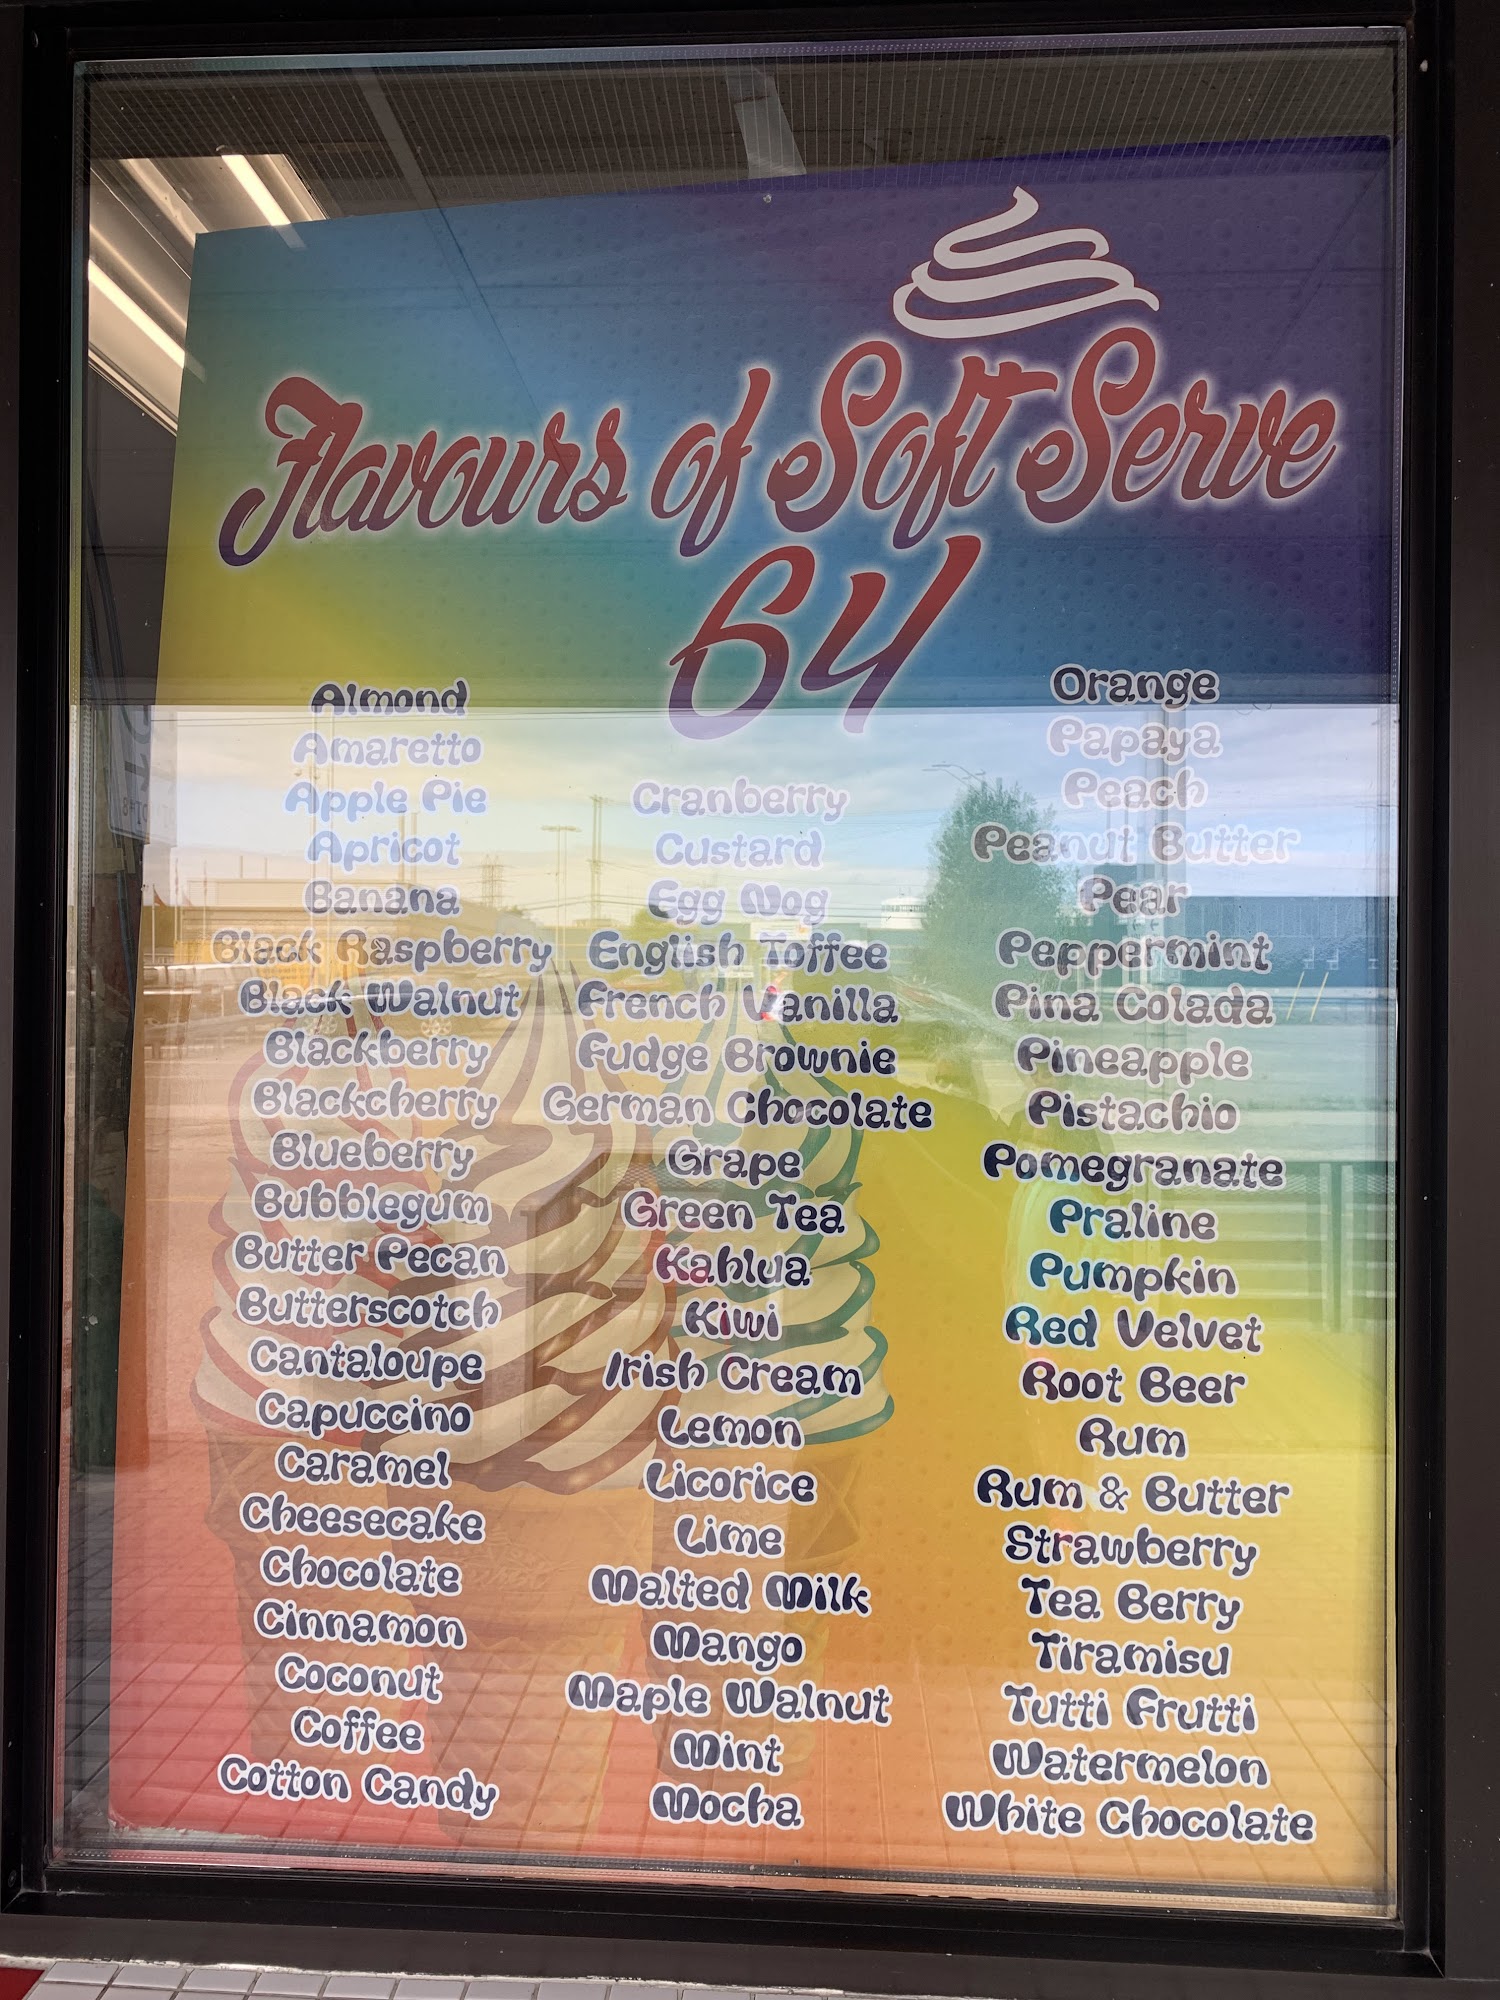 Flavours of Soft Serve
64
Almond
Amaretto
Apple Pie
Apricot
Banana
Black Raspberry
Black Walnut
Blackberry
Blackcherry
Blueberry
Bubblegum
Butter Pecan
Butterscotch
Cantaloupe
Capuccino
Caramel
Cheesecake
Chocolate
Cinnamon
Coconut
Coffee
Cotton Candy
Cranberry
Custard
Egg Nog
English Toffee
French Vanilla
Fudge Brownie
German Chocolate
Grape
Green Tea
Kahlua
Kiwi
Irish Cream
Lemon
Licorice
Lime
Malted Milk
Mango
Maple Walnut
Mint
Mocha
Orange
Papaya
Peach
Peanut Butter
Pear
Peppermint
Pina Colada
Pineapple
Pistachio
Pomegranate
Praline
Pumpkin
Red Velvet
Root Beer
Rum
Rum & Butter
Strawberry
Tea Berry
Tiramisu
Tutti Frutti
Watermelon
White Chocolate